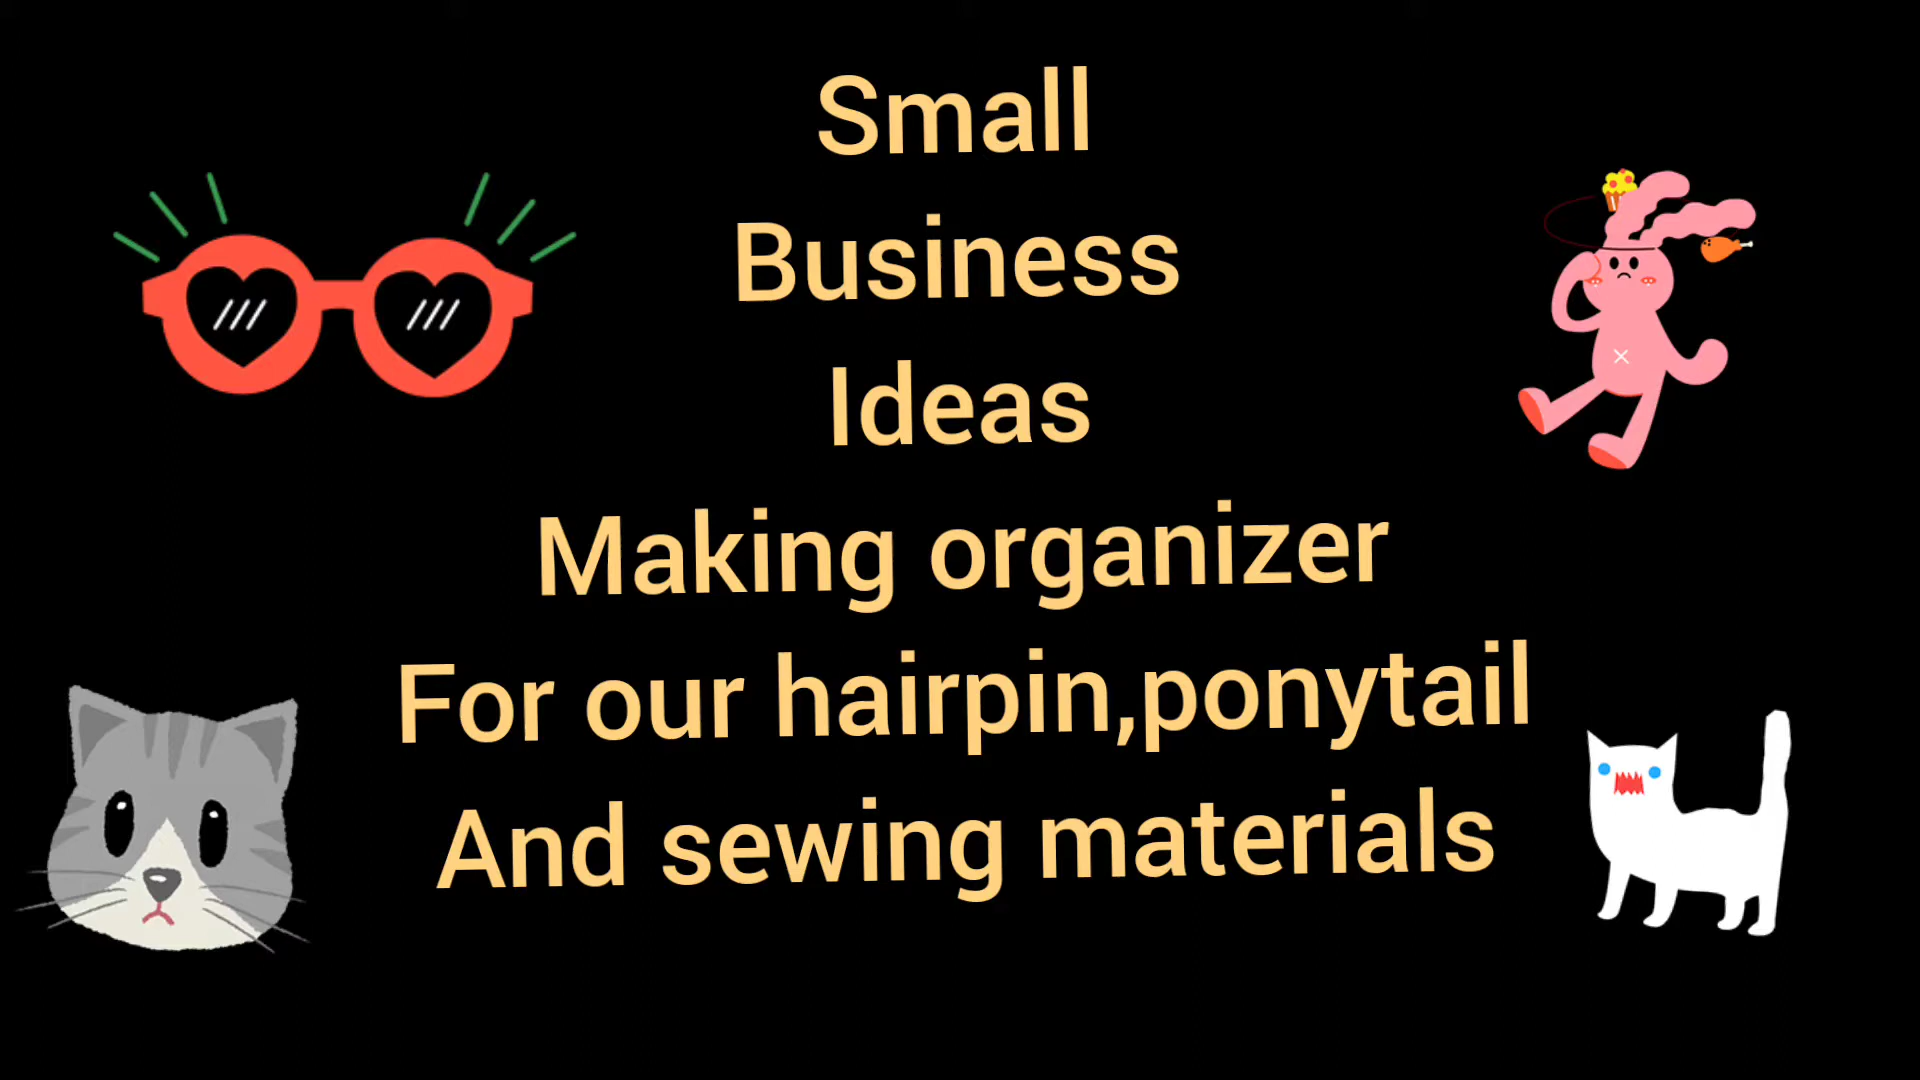 Small
Business
Ideas
Making organizer
For our hairpin,ponytail
And sewing materials